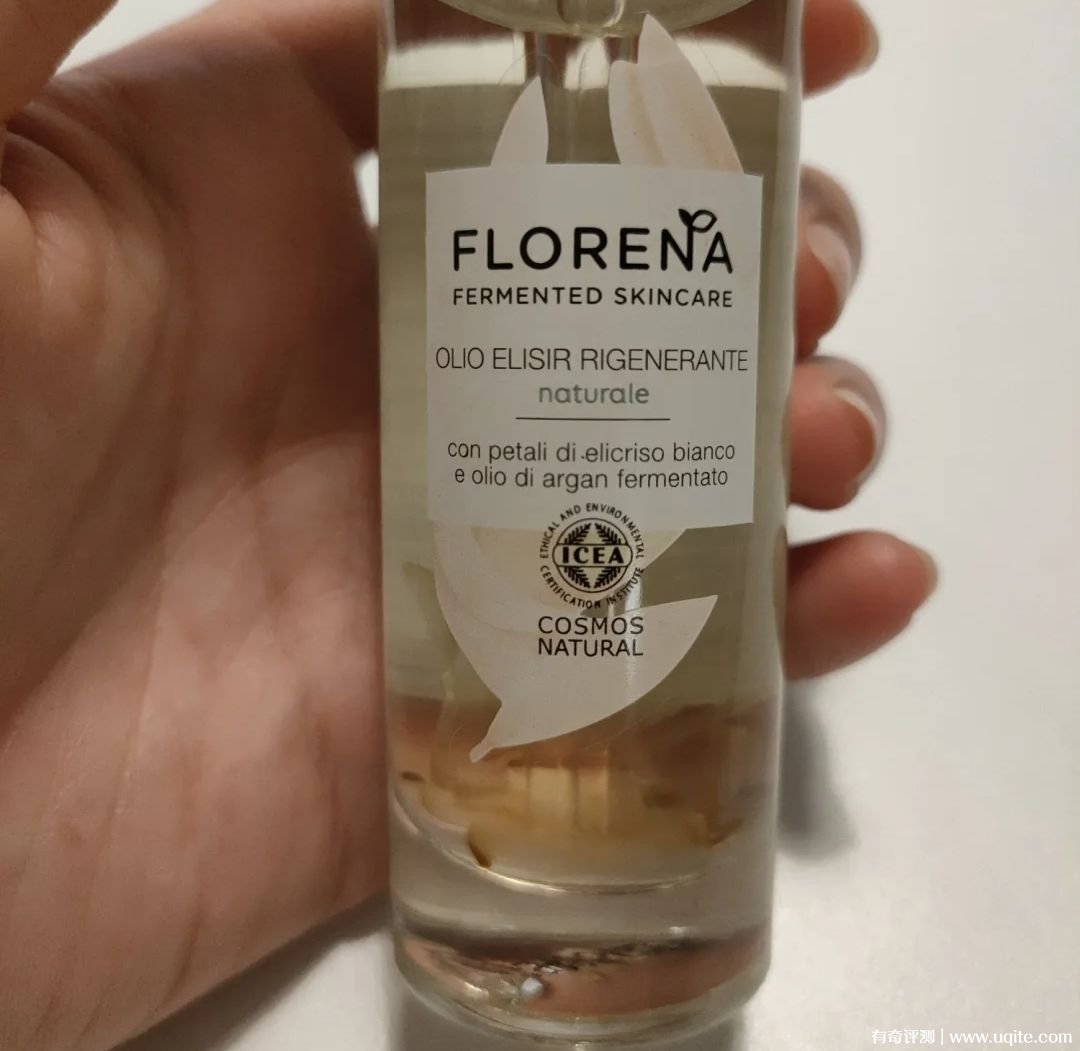 FLORENA
FERMENTED SKINCARE
OLIO ELISIR RIGENERANTE
naturale
con petali di elicriso bianco
e olio di argan fermentato
ETHICAL AND ENVIRONMENTAL
ICEA
CERTIFICATION INSTITUTE
COSMOS
NATURAL
有奇评测 | www.uqite.com